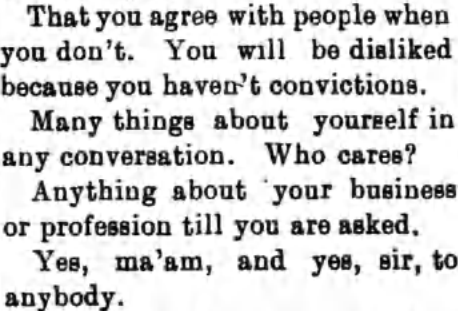 That you agree with people when
you don't. You will be disliked
because you haven't convictions.
Many things about yourself in
any conversation. Who cares?
Anything about your business
or profession till you are asked.
Yes, ma'am, and yes, sir, to
anybody.